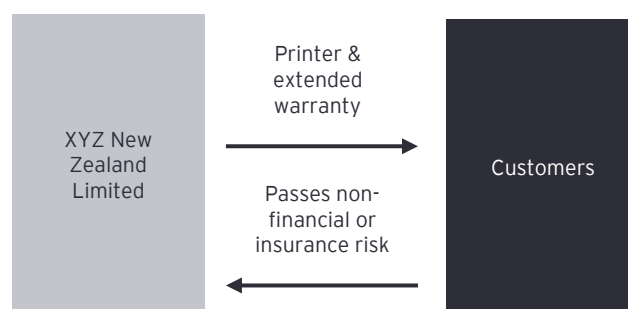 XYZ New
Zealand
Limited
Printer &
extended
warranty
Passes non-
financial or
insurance risk
Customers